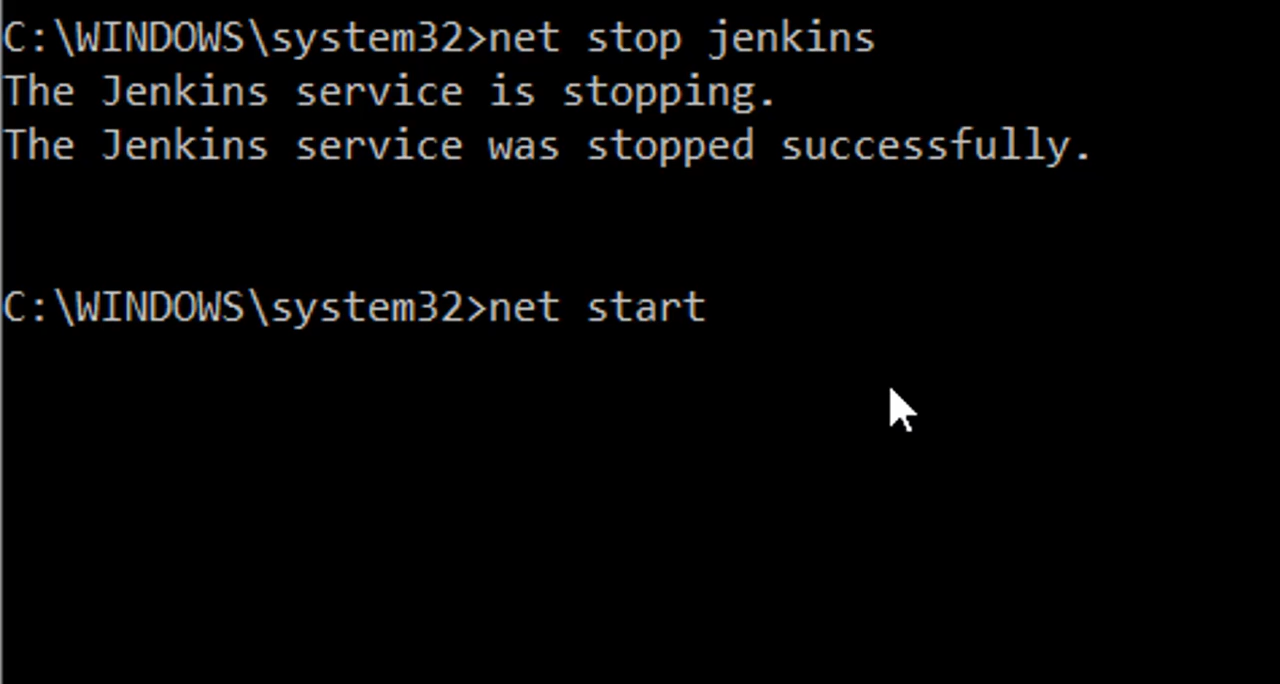 C:\WINDOWS\system32>net stop jenkins
The Jenkins service is stopping.
The Jenkins service was stopped successfully.
C:\WINDOWS\system32>net start